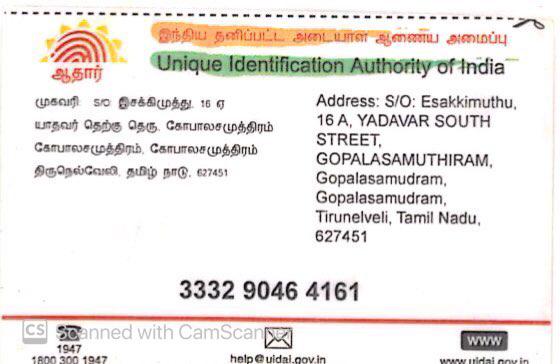 இந்திய தனிப்பட்ட அடையாள ஆணைய அமைப்பு
ஆதார்
Unique Identification Authority of India
முகவரி: S/O இசக்கிமுத்து, 16 ஏ
யாதவர் தெற்கு தெரு, கோபாலசமுத்திரம்
கோபாலசமுத்திரம், கோபாலசமுத்திரம்
திருநெல்வேலி, தமிழ் நாடு, 627451
Address: S/O: Esakkimuthu,
16 A, YADAVAR SOUTH
STREET,
GOPALASAMUTHIRAM,
Gopalasamudram,
Gopalasamudram,
Tirunelveli, Tamil Nadu,
627451
3332 9046 4161
CS Scanned with CamScanner
1947
1800 300 1947
help@uidai.gov.in
WWW
www.uidai.gov.in